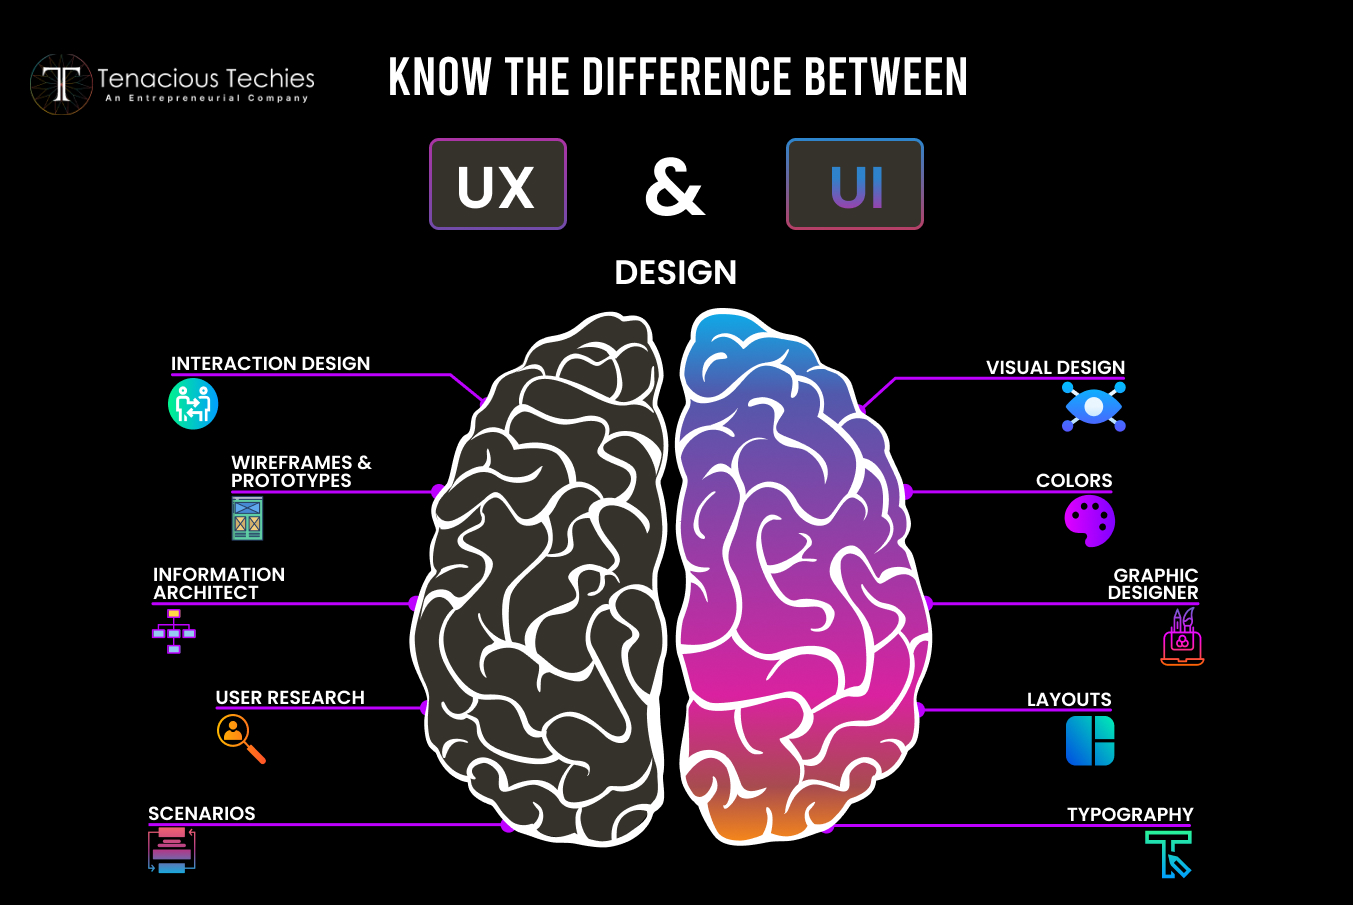 Tenacious Techies
An Entrepreneurial Company
KNOW THE DIFFERENCE BETWEEN
UX & UI
DESIGN
INTERACTION DESIGN
WIREFRAMES &
PROTOTYPES
INFORMATION
ARCHITECT
USER RESEARCH
SCENARIOS
VISUAL DESIGN
COLORS
GRAPHIC
DESIGNER
LAYOUTS
TYPOGRAPHY